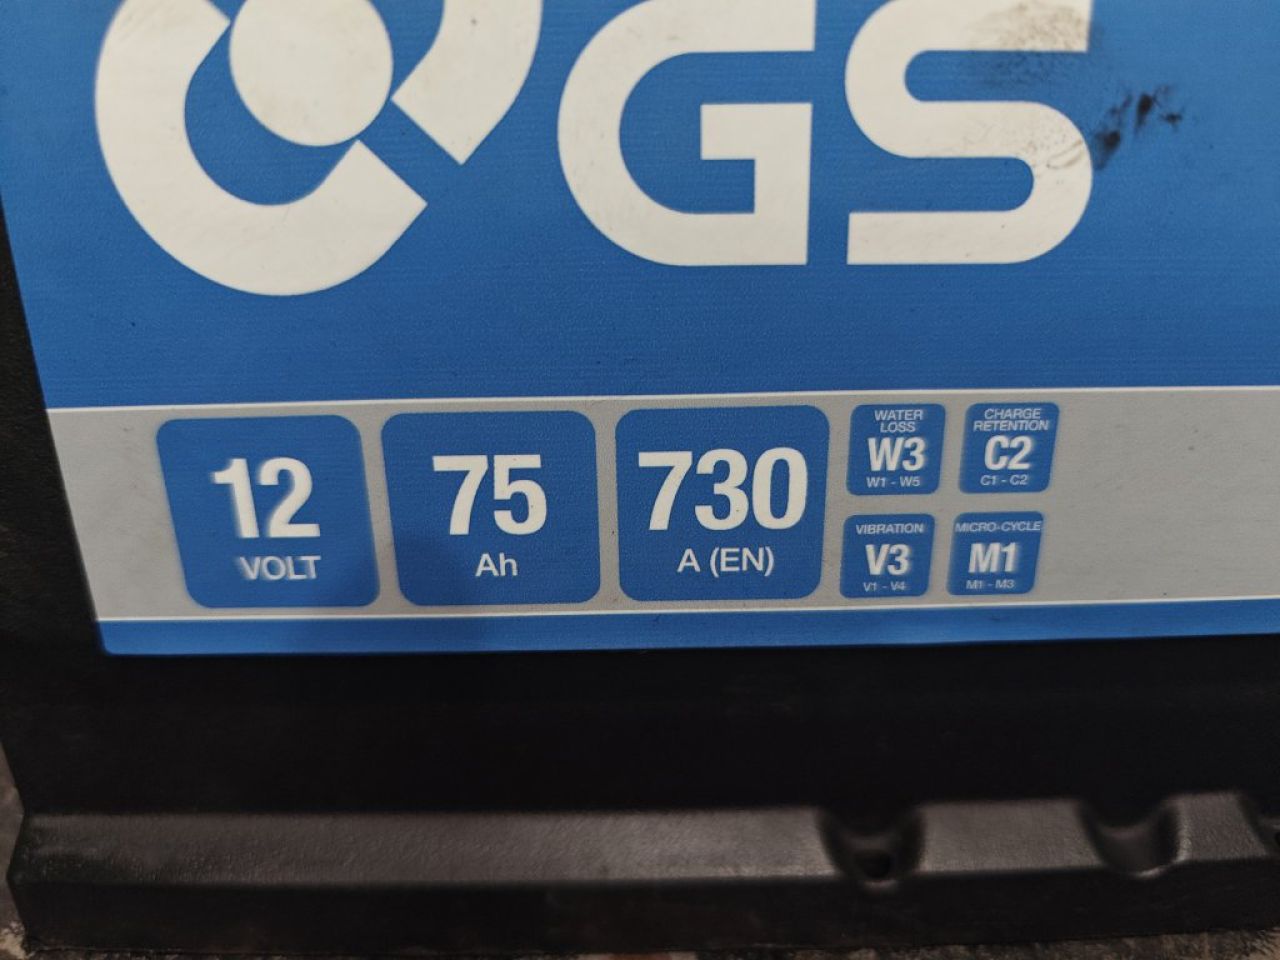 GS
12
VOLT
75
Ah
730
A (EN)
WATER
LOSS
W3
W1 - W5
CHARGE
RETENTION
C2
C1 - C2
VIBRATION
V3
V1 - V4
MICRO-CYCLE
M1
M1 - M3